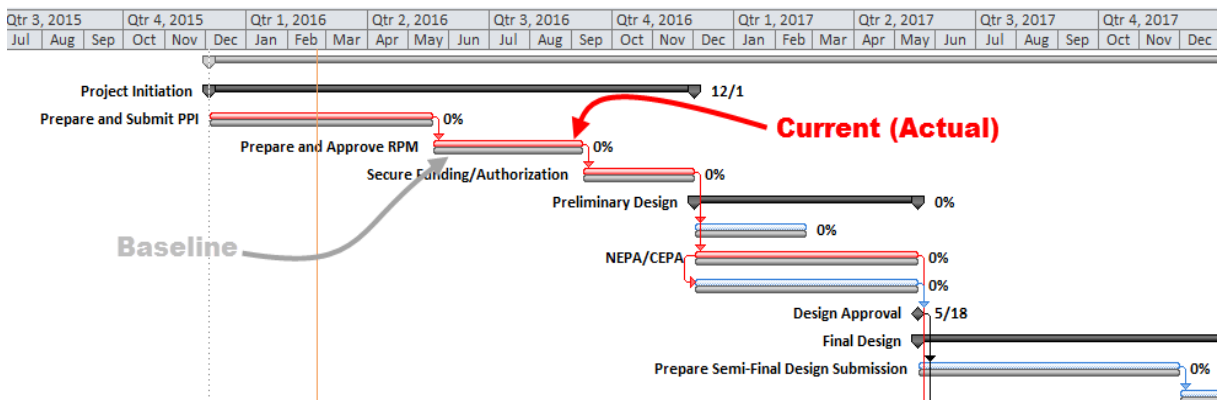 Qtr 3, 2015 Qtr 4, 2015 Qtr 1, 2016 Qtr 2, 2016 Qtr 3, 2016 Qtr 4, 2016 Qtr 1, 2017 Qtr 2, 2017 Qtr 3, 2017 Qtr 4, 2017
Jul Aug Sep Oct Nov Dec Jan Feb Mar Apr May Jun Jul Aug Sep Oct Nov Dec Jan Feb Mar Apr May Jun Jul Aug Sep Oct Nov Dec
Project Initiation 12/1
Prepare and Submit PPI 0%
Current (Actual)
Prepare and Approve RPM 0%
Secure Funding/Authorization 0%
Preliminary Design 0%
0%
Baseline
NEPA/CEPA 0%
0%
Design Approval 5/18
Final Design
Prepare Semi-Final Design Submission 0%